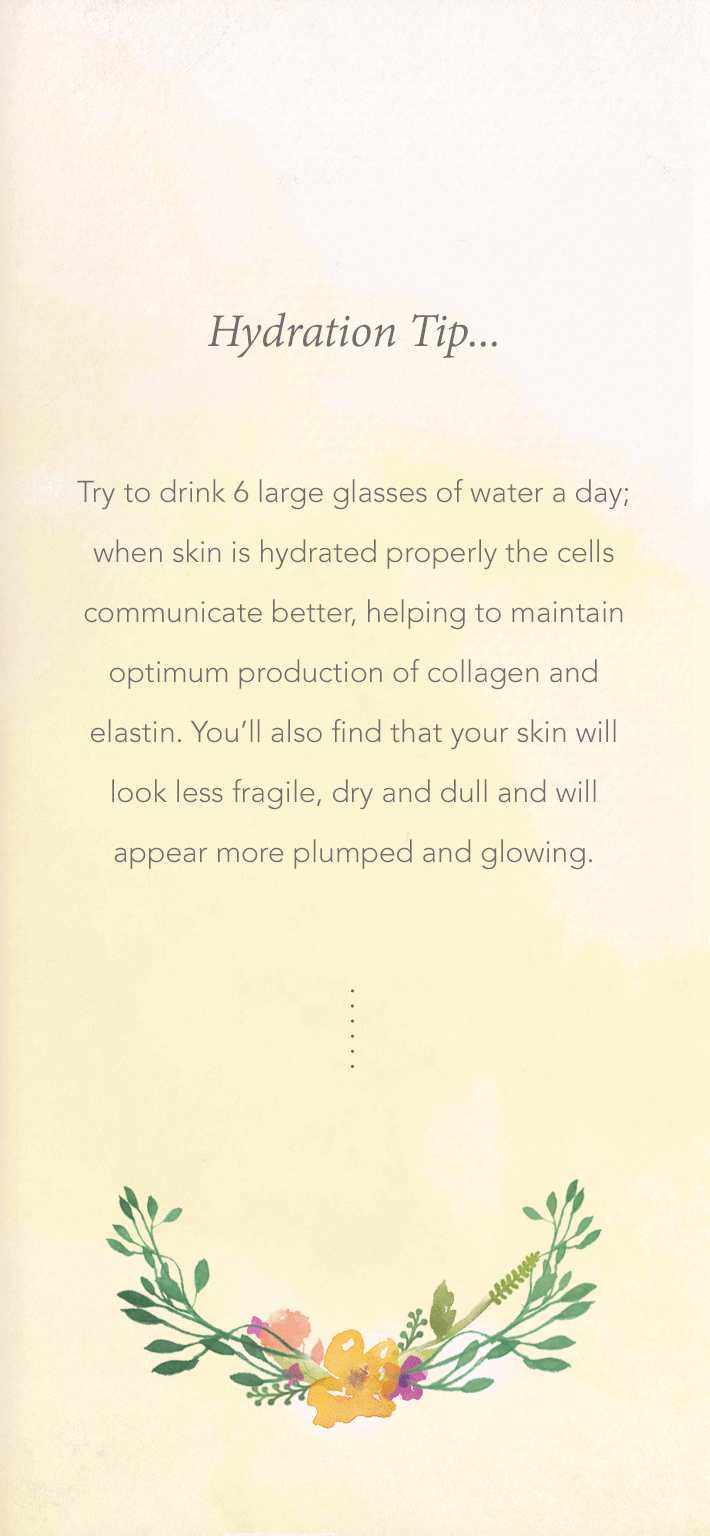 Hydration Tip...
Try to drink 6 large glasses of water a day;
when skin is hydrated properly the cells
communicate better, helping to maintain
optimum production of collagen and
elastin. You’ll also find that your skin will
look less fragile, dry and dull and will
appear more plumped and glowing.